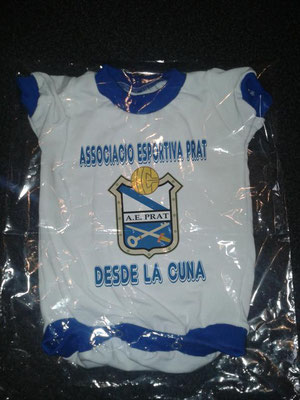 ASSOCIACIO ESPORTIVA PRAT
A.E. PRAT
DESDE LA CUNA